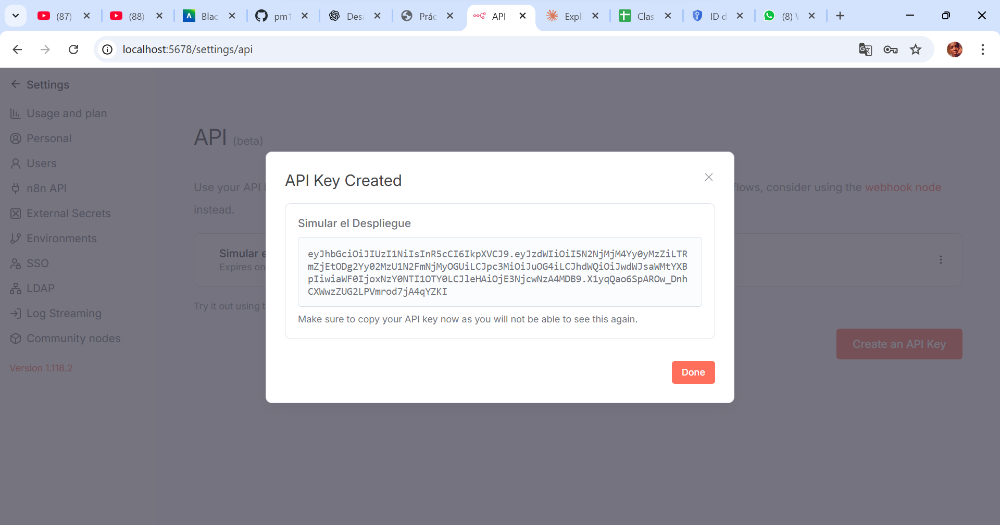 (87)
(88)
Blac
pm1
Des
Prác
API
Expl
Clas
ID d
(8) W
localhost:5678/settings/api
Settings
Usage and plan
Personal
Users
n8n API
External Secrets
Environments
SSO
LDAP
Log Streaming
Community nodes
Version 1.118.2
API (beta)
Use your API
flows, consider using the webhook node
instead.
Simular e
Expires on
Try it out using t
Create an API Key
API Key Created
Simular el Despliegue
eyJhbGciOiJIUzI1NiIsInR5cCI6IkpXVCJ9.eyJzdWIiOiI5N2NjMjM4Yy0yMzZiLTR
mZjEtODg2Yy02MzU1N2FmNjMyOGUiLCJpc3MiOiJuOG4iLCJhdWQiOiJwdWJsaWMtYXB
pIiwiaWF0IjoxNzY0NTI1OTY0LCJleHAiOjE3NjcwNzA4MDB9.X1yqQao6SpAROw_Dnh
CXWwzZUG2LPVmrod7jA4qYZKI
Make sure to copy your API key now as you will not be able to see this again.
Done